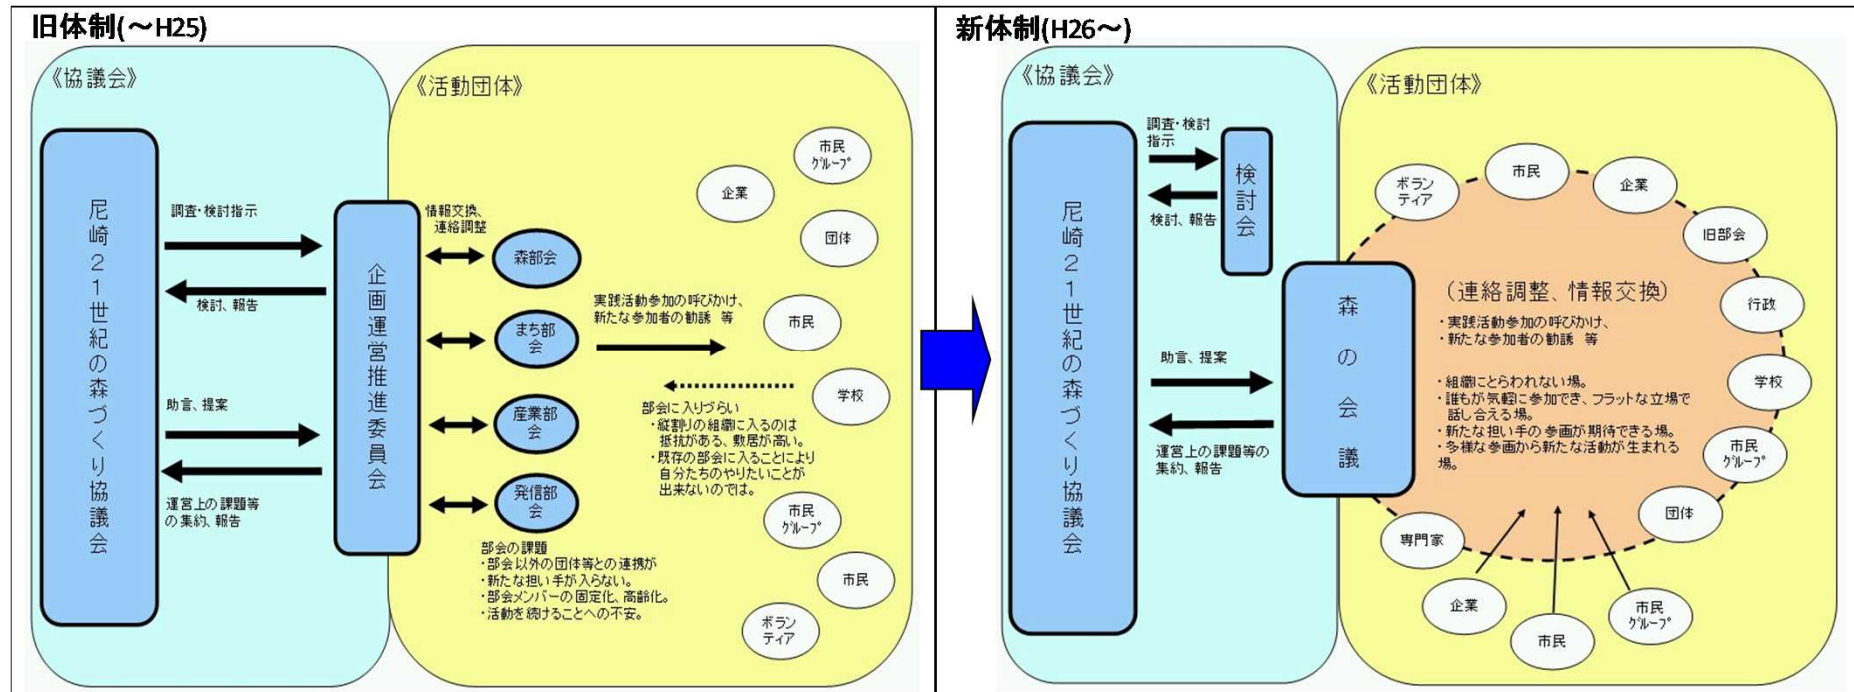 旧体制(～H25)
《協議会》
《活動団体》
尼崎21世紀の森づくり協議会
調査・検討指示
検討、報告
助言、提案
運営上の課題等
の集約、報告
企画運営推進委員会
情報交換、
連絡調整
森部会
まち部
会
産業部
会
発信部
会
実践活動参加の呼びかけ、
新たな参加者の勧誘 等
部会に入りづらい
・縦割りの組織に入るのは
抵抗がある、敷居が高い。
・既存の部会に入ることにより
自分たちのやりたいことが
出来ないのでは。
部会の課題
・部会以外の団体等との連携が
・新たな担い手が入らない。
・部会メンバーの固定化、高齢化。
・活動を続けることへの不安。
市民
グループ
企業
団体
市民
学校
市民
グループ
市民
ボラン
ティア
新体制(H26～)
《協議会》
《活動団体》
尼崎21世紀の森づくり協議会
調査・検討
指示
検討、報告
検討会
助言、提案
運営上の課題等の
集約、報告
森の会議
(連絡調整、情報交換)
・実践活動参加の呼びかけ、
・新たな参加者の勧誘 等
・組織にとらわれない場。
・誰もが気軽に参加でき、フラットな立場で
話し合える場。
・新たな担い手の参画が期待できる場。
・多様な参画から新たな活動が生まれる
場。
ボラン
ティア
市民
企業
旧部会
行政
学校
市民
グループ
団体
専門家
企業
市民
市民
グループ